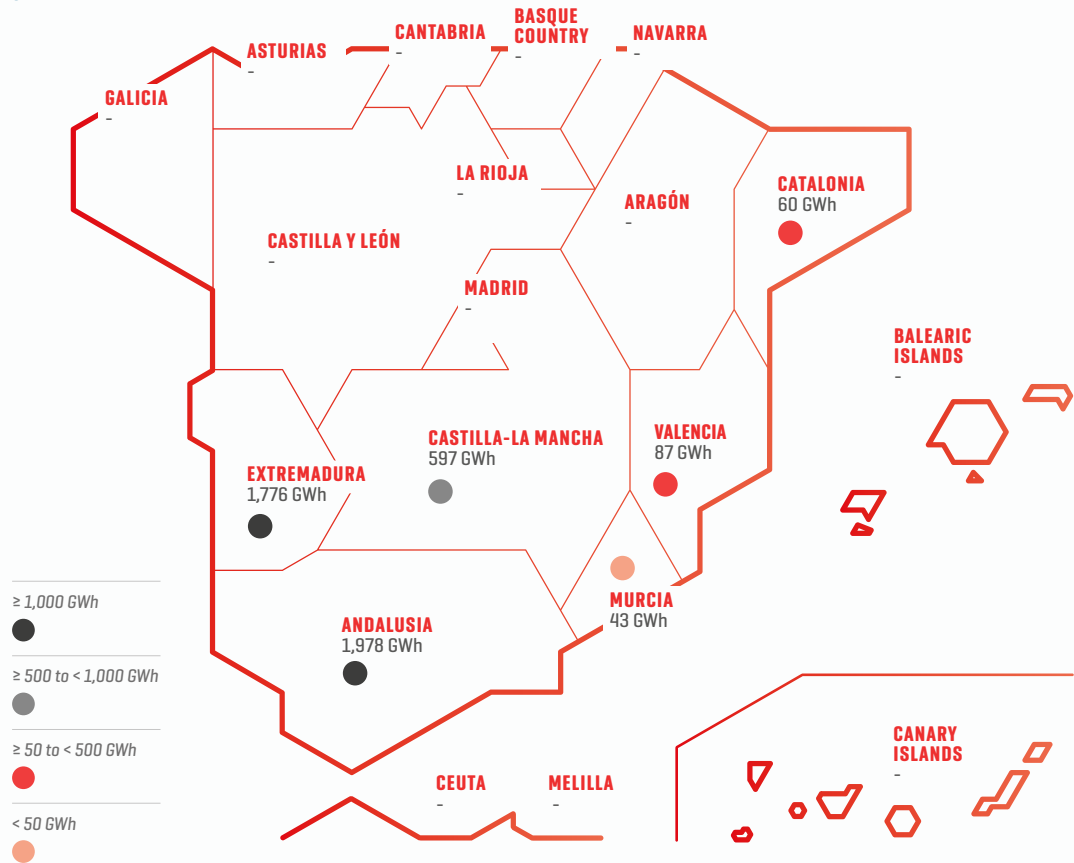 BASQUE
COUNTRY
-
CANTABRIA
-
NAVARRA
-
ASTURIAS
-
GALICIA
-
LA RIOJA
-
CATALONIA
60 GWh
ARAGÓN
-
CASTILLA Y LEÓN
-
MADRID
-
BALEARIC
ISLANDS
-
CASTILLA-LA MANCHA
597 GWh
VALENCIA
87 GWh
EXTREMADURA
1,776 GWh
MURCIA
43 GWh
ANDALUSIA
1,978 GWh
≥ 1,000 GWh
≥ 500 to < 1,000 GWh
≥ 50 to < 500 GWh
< 50 GWh
CEUTA
-
MELILLA
-
CANARY
ISLANDS
-